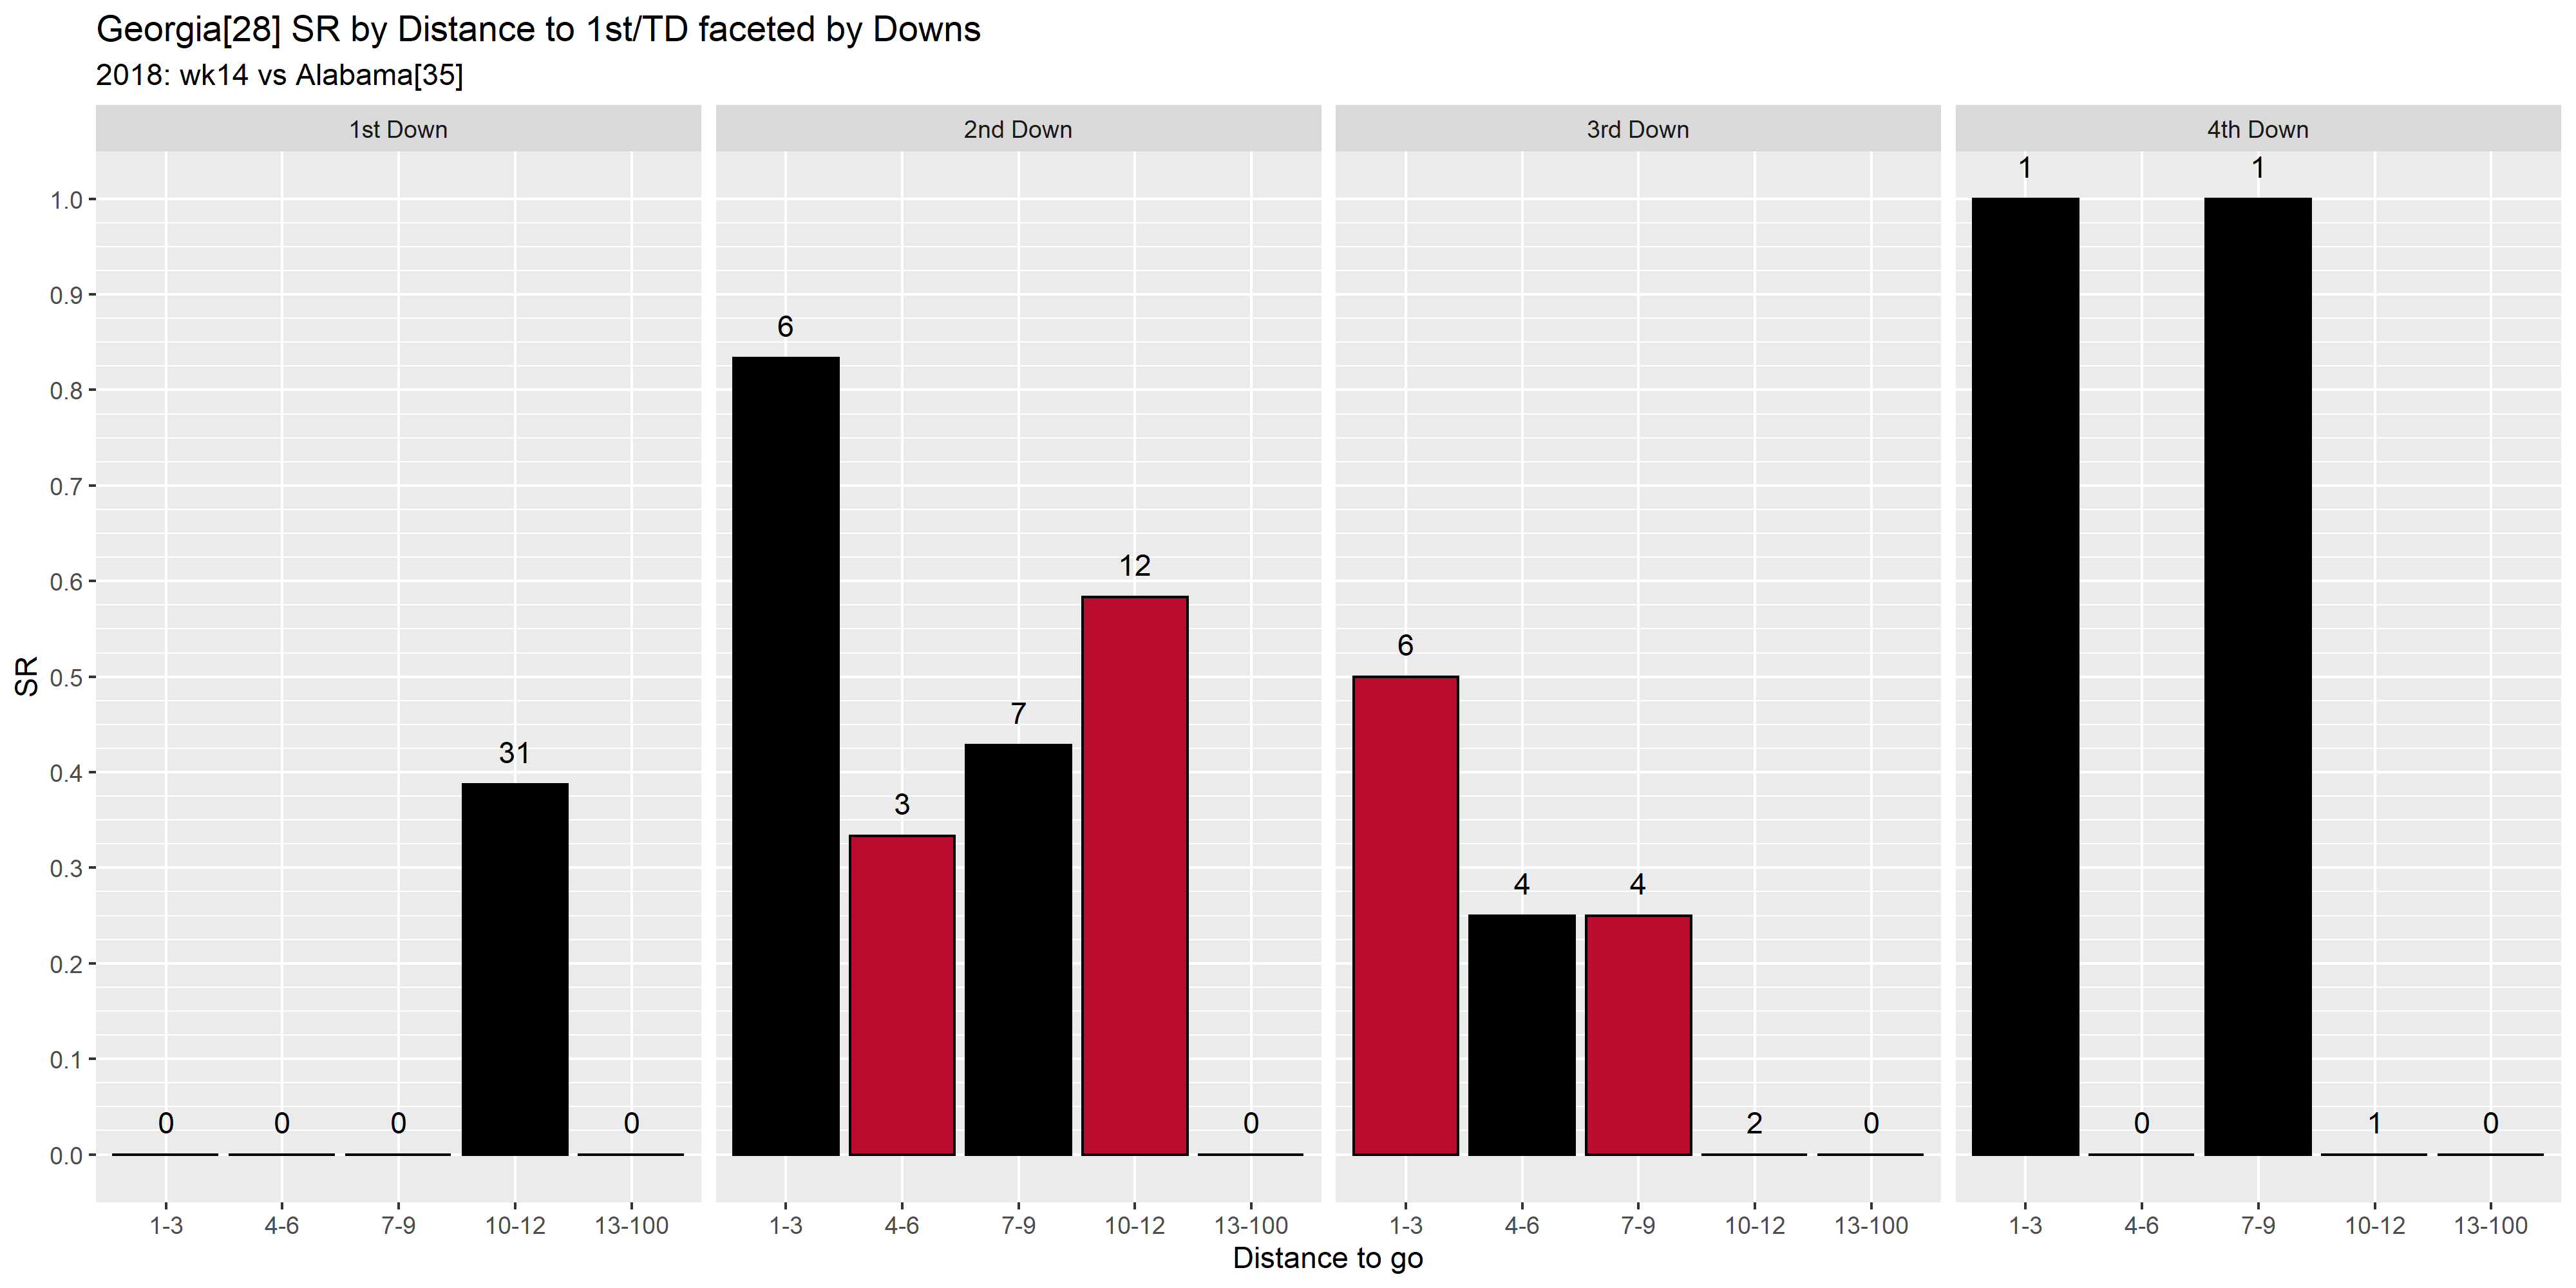 Georgia[28] SR by Distance to 1st/TD faceted by Downs
2018: wk14 vs Alabama[35]
1st Down
2nd Down
3rd Down
4th Down
SR
1.0
0.9
0.8
0.7
0.6
0.5
0.4
0.3
0.2
0.1
0.0
0 0 0 31 0
6 3 7 12 0
6 4 4 2 0
1 0 1 1 0
1-3 4-6 7-9 10-12 13-100
1-3 4-6 7-9 10-12 13-100
1-3 4-6 7-9 10-12 13-100
1-3 4-6 7-9 10-12 13-100
Distance to go